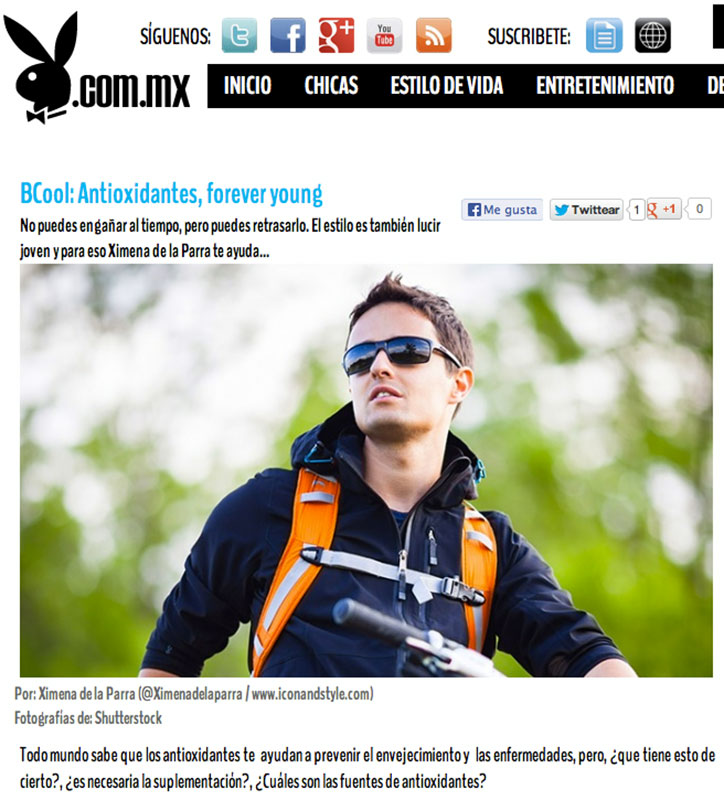 SÍGUENOS:
You
Tube
SUSCRIBETE:
.com.mx
INICIO CHICAS ESTILO DE VIDA ENTRETENIMIENTO DE
BCool: Antioxidantes, forever young
Me gusta Twittear 1 +1 0
No puedes engañar al tiempo, pero puedes retrasarlo. El estilo es también lucir
joven y para eso Ximena de la Parra te ayuda...
Por: Ximena de la Parra (@Ximenadelaparra / www.iconandstyle.com)
Fotografías de: Shutterstock
Todo mundo sabe que los antioxidantes te ayudan a prevenir el envejecimiento y las enfermedades, pero, ¿que tiene esto de
cierto?, ¿es necesaria la suplementación?, ¿Cuáles son las fuentes de antioxidantes?